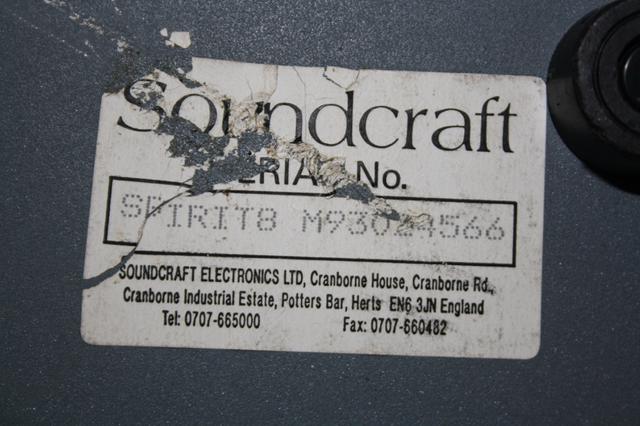 Soundcraft
SERIAL No.
SPIRIT8 M93024566
SOUNDCRAFT ELECTRONICS LTD, Cranborne House, Cranborne Rd.,
Cranborne Industrial Estate, Potters Bar, Herts EN6 3JN England
Tel: 0707-665000 Fax: 0707-660482